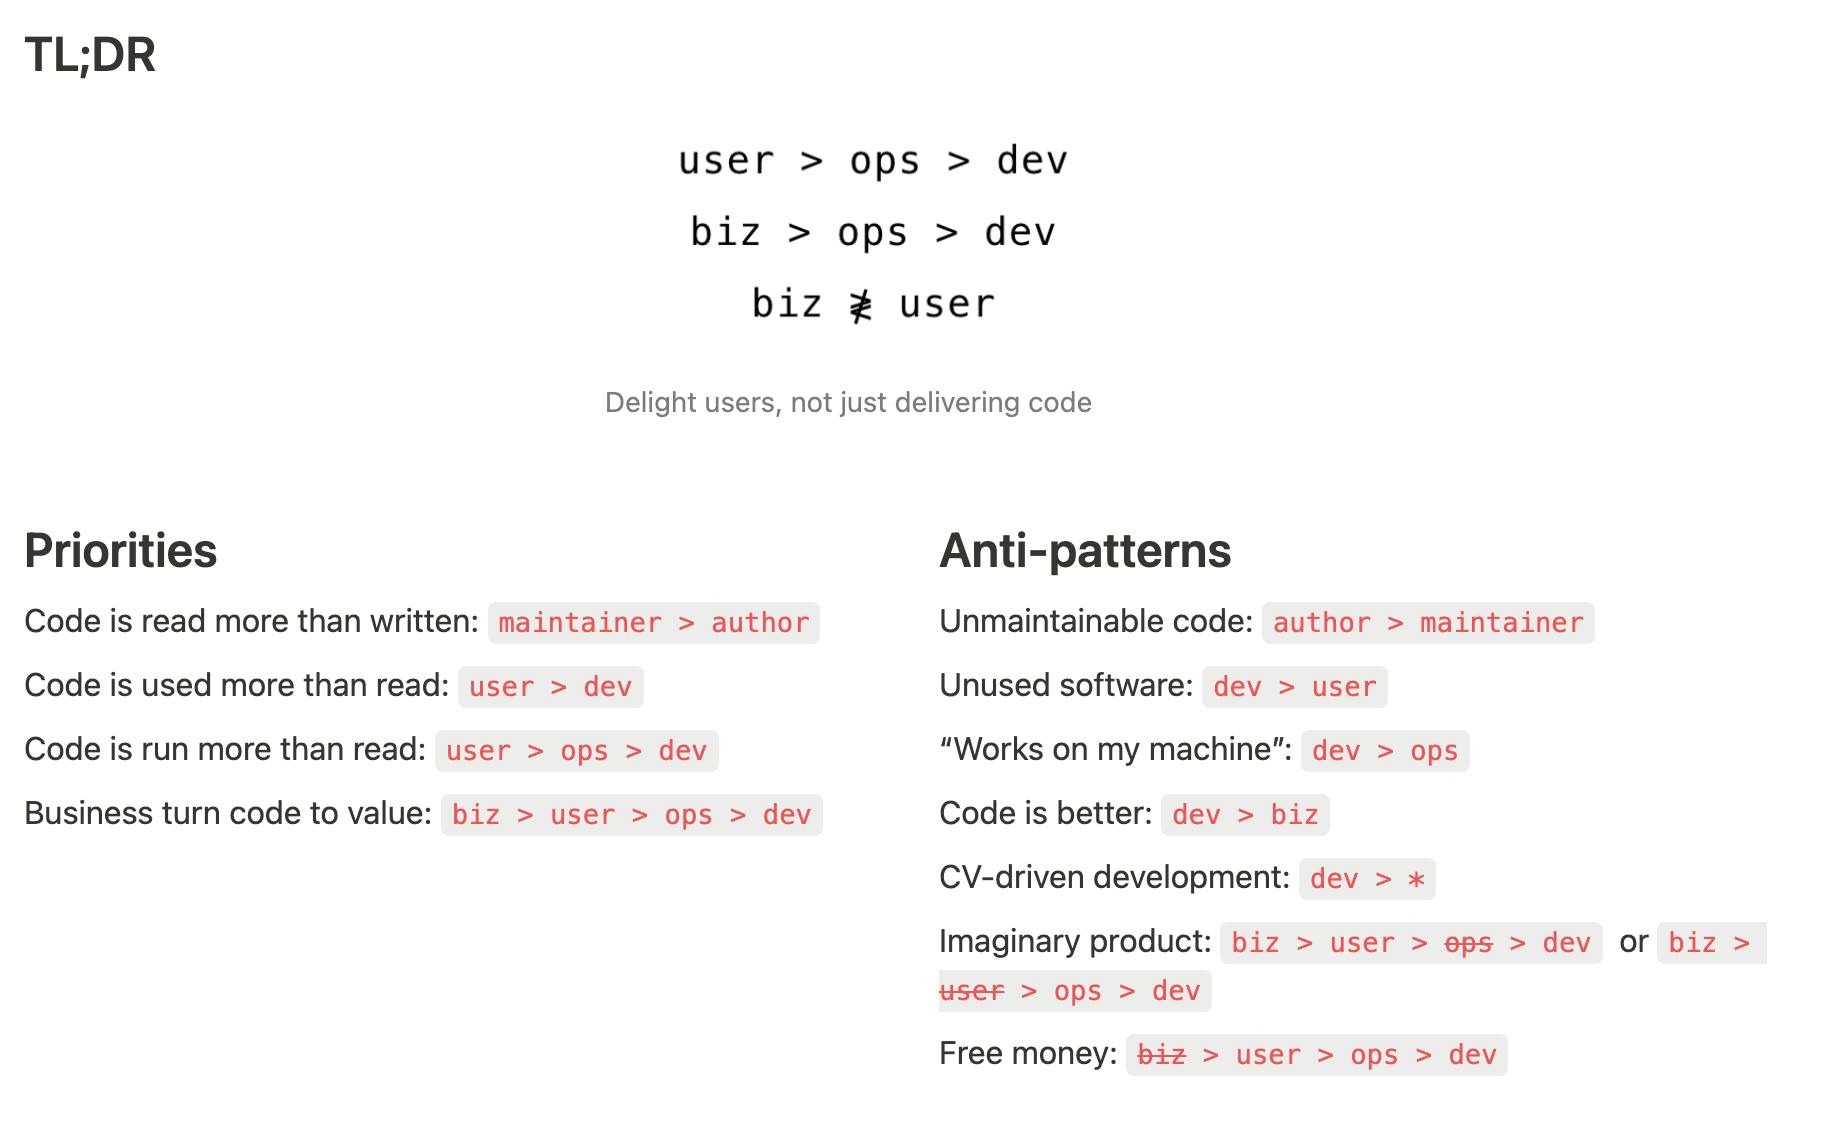 TL;DR
user > ops > dev
biz > ops > dev
biz ≹ user
Delight users, not just delivering code
Priorities
Code is read more than written: maintainer > author
Code is used more than read: user > dev
Code is run more than read: user > ops > dev
Business turn code to value: biz > user > ops > dev
Anti-patterns
Unmaintainable code: author > maintainer
Unused software: dev > user
“Works on my machine”: dev > ops
Code is better: dev > biz
CV-driven development: dev > *
Imaginary product: biz > user > ops > dev or biz >
user > ops > dev
Free money: biz > user > ops > dev